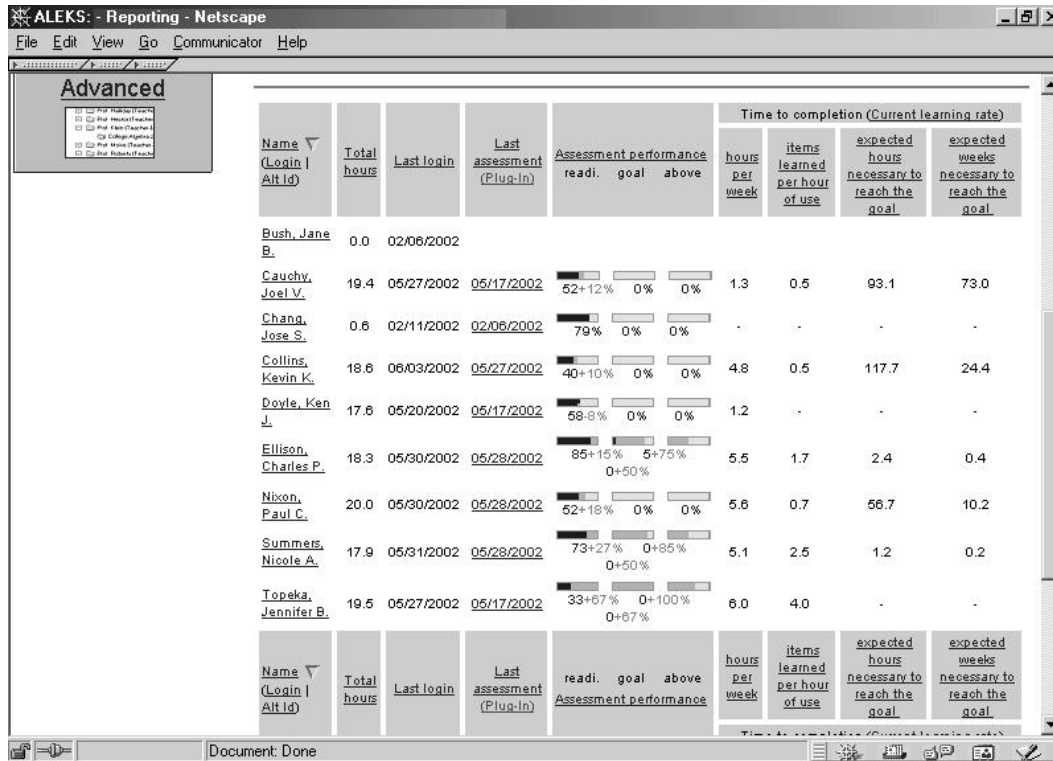 ALEKS: - Reporting - Netscape
File Edit View Go Communicator Help
Advanced
Time to completion (Current learning rate)
Name
(Login |
Alt Id)
Total
hours
Last login
Last
assessment
(Plug-In)
Assessment performance
readi. goal above
hours
per
week
items
learned
per hour
of use
expected
hours
necessary to
reach the
goal
expected
weeks
necessary to
reach the
goal
Bush, Jane
B.
0.0 02/06/2002
Cauchy,
Joel V.
19.4 05/27/2002 05/17/2002 52+12% 0% 0% 1.3 0.5 93.1 73.0
Chang,
Jose S.
0.6 02/11/2002 02/06/2002 79% 0% 0% - - - -
Collins,
Kevin K.
18.6 06/03/2002 05/27/2002 40+10% 0% 0% 4.8 0.5 117.7 24.4
Doyle, Ken
J.
17.6 05/20/2002 05/17/2002 58-8% 0% 0% 1.2 - - -
Ellison,
Charles P.
18.3 05/30/2002 05/28/2002 85+15% 5+75% 5.5 1.7 2.4 0.4
0+50%
Nixon,
Paul C.
20.0 05/30/2002 05/28/2002 52+18% 0% 0% 5.6 0.7 56.7 10.2
Summers,
Nicole A.
17.9 05/31/2002 05/28/2002 73+27% 0+85% 5.1 2.5 1.2 0.2
0+50%
Topeka,
Jennifer B.
19.5 05/27/2002 05/17/2002 33+67% 0+100% 6.0 4.0 - -
0+67%
Name
(Login |
Alt Id)
Total
hours
Last login
Last
assessment
(Plug-In)
readi. goal above
Assessment performance
hours
per
week
items
learned
per hour
of use
expected
hours
necessary to
reach the
goal
expected
weeks
necessary to
reach the
goal
Time to completion (Current learning rate)
Document: Done